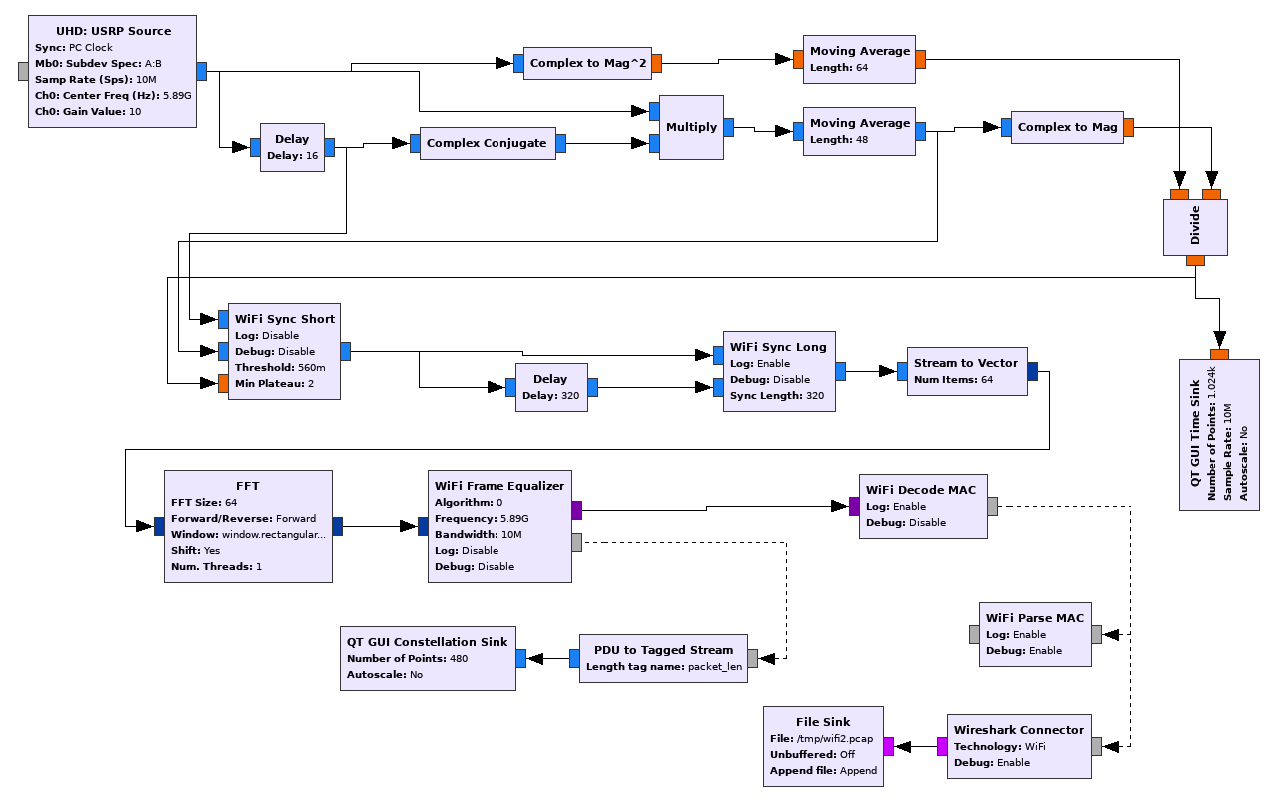 UHD: USRP Source
Sync: PC Clock
Mb0: Subdev Spec: A:B
Samp Rate (Sps): 10M
Ch0: Center Freq (Hz): 5.89G
Ch0: Gain Value: 10
Complex to Mag^2
Moving Average
Length: 64
Delay
Delay: 16
Complex Conjugate
Multiply
Moving Average
Length: 48
Complex to Mag
Divide
WiFi Sync Short
Log: Disable
Debug: Disable
Threshold: 560m
Min Plateau: 2
Delay
Delay: 320
WiFi Sync Long
Log: Enable
Debug: Disable
Sync Length: 320
Stream to Vector
Num Items: 64
QT GUI Time Sink
Number of Points: 1.024k
Sample Rate: 10M
Autoscale: No
FFT
FFT Size: 64
Forward/Reverse: Forward
Window: window.rectangular...
Shift: Yes
Num. Threads: 1
WiFi Frame Equalizer
Algorithm: 0
Frequency: 5.89G
Bandwidth: 10M
Log: Disable
Debug: Disable
WiFi Decode MAC
Log: Enable
Debug: Disable
WiFi Parse MAC
Log: Enable
Debug: Enable
QT GUI Constellation Sink
Number of Points: 480
Autoscale: No
PDU to Tagged Stream
Length tag name: packet_len
File Sink
File: /tmp/wifi2.pcap
Unbuffered: Off
Append file: Append
Wireshark Connector
Technology: WiFi
Debug: Enable